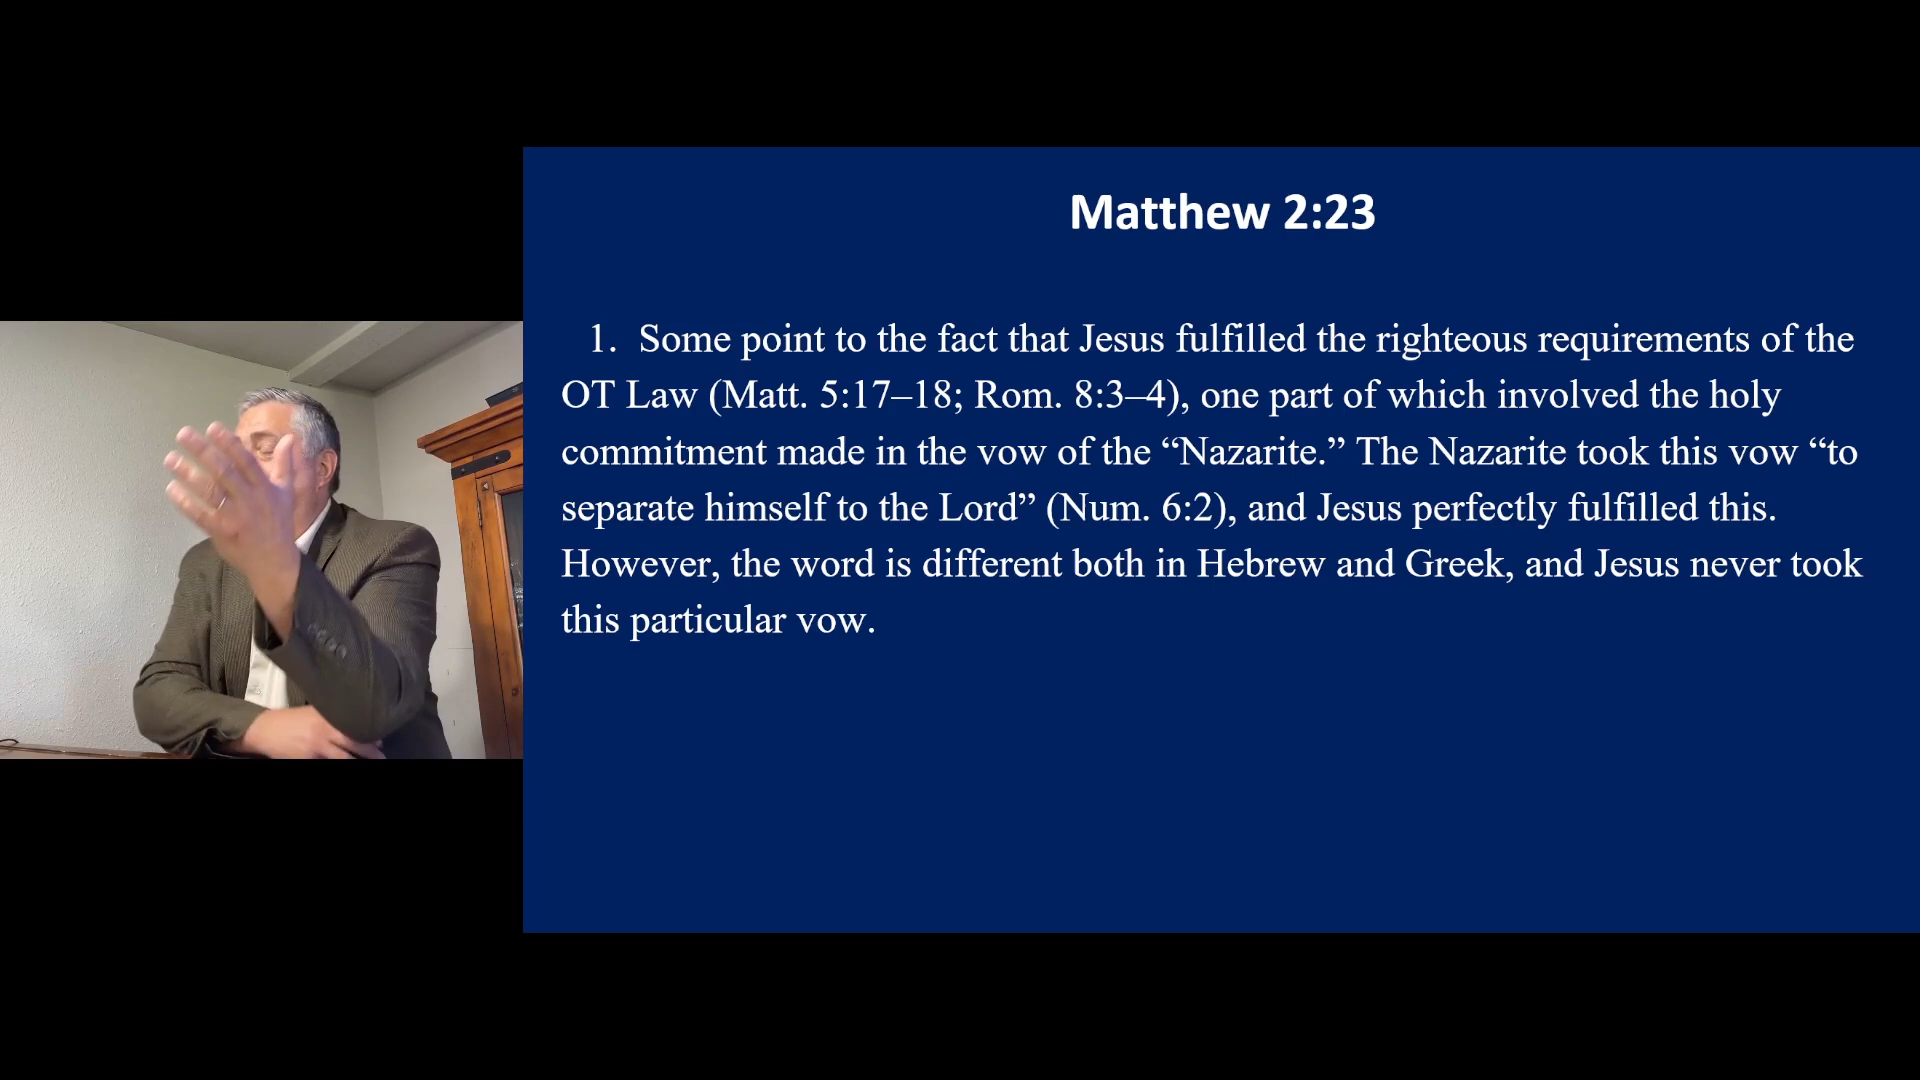 Matthew 2:23
1. Some point to the fact that Jesus fulfilled the righteous requirements of the
OT Law (Matt. 5:17–18; Rom. 8:3–4), one part of which involved the holy
commitment made in the vow of the “Nazarite.” The Nazarite took this vow “to
separate himself to the Lord” (Num. 6:2), and Jesus perfectly fulfilled this.
However, the word is different both in Hebrew and Greek, and Jesus never took
this particular vow.